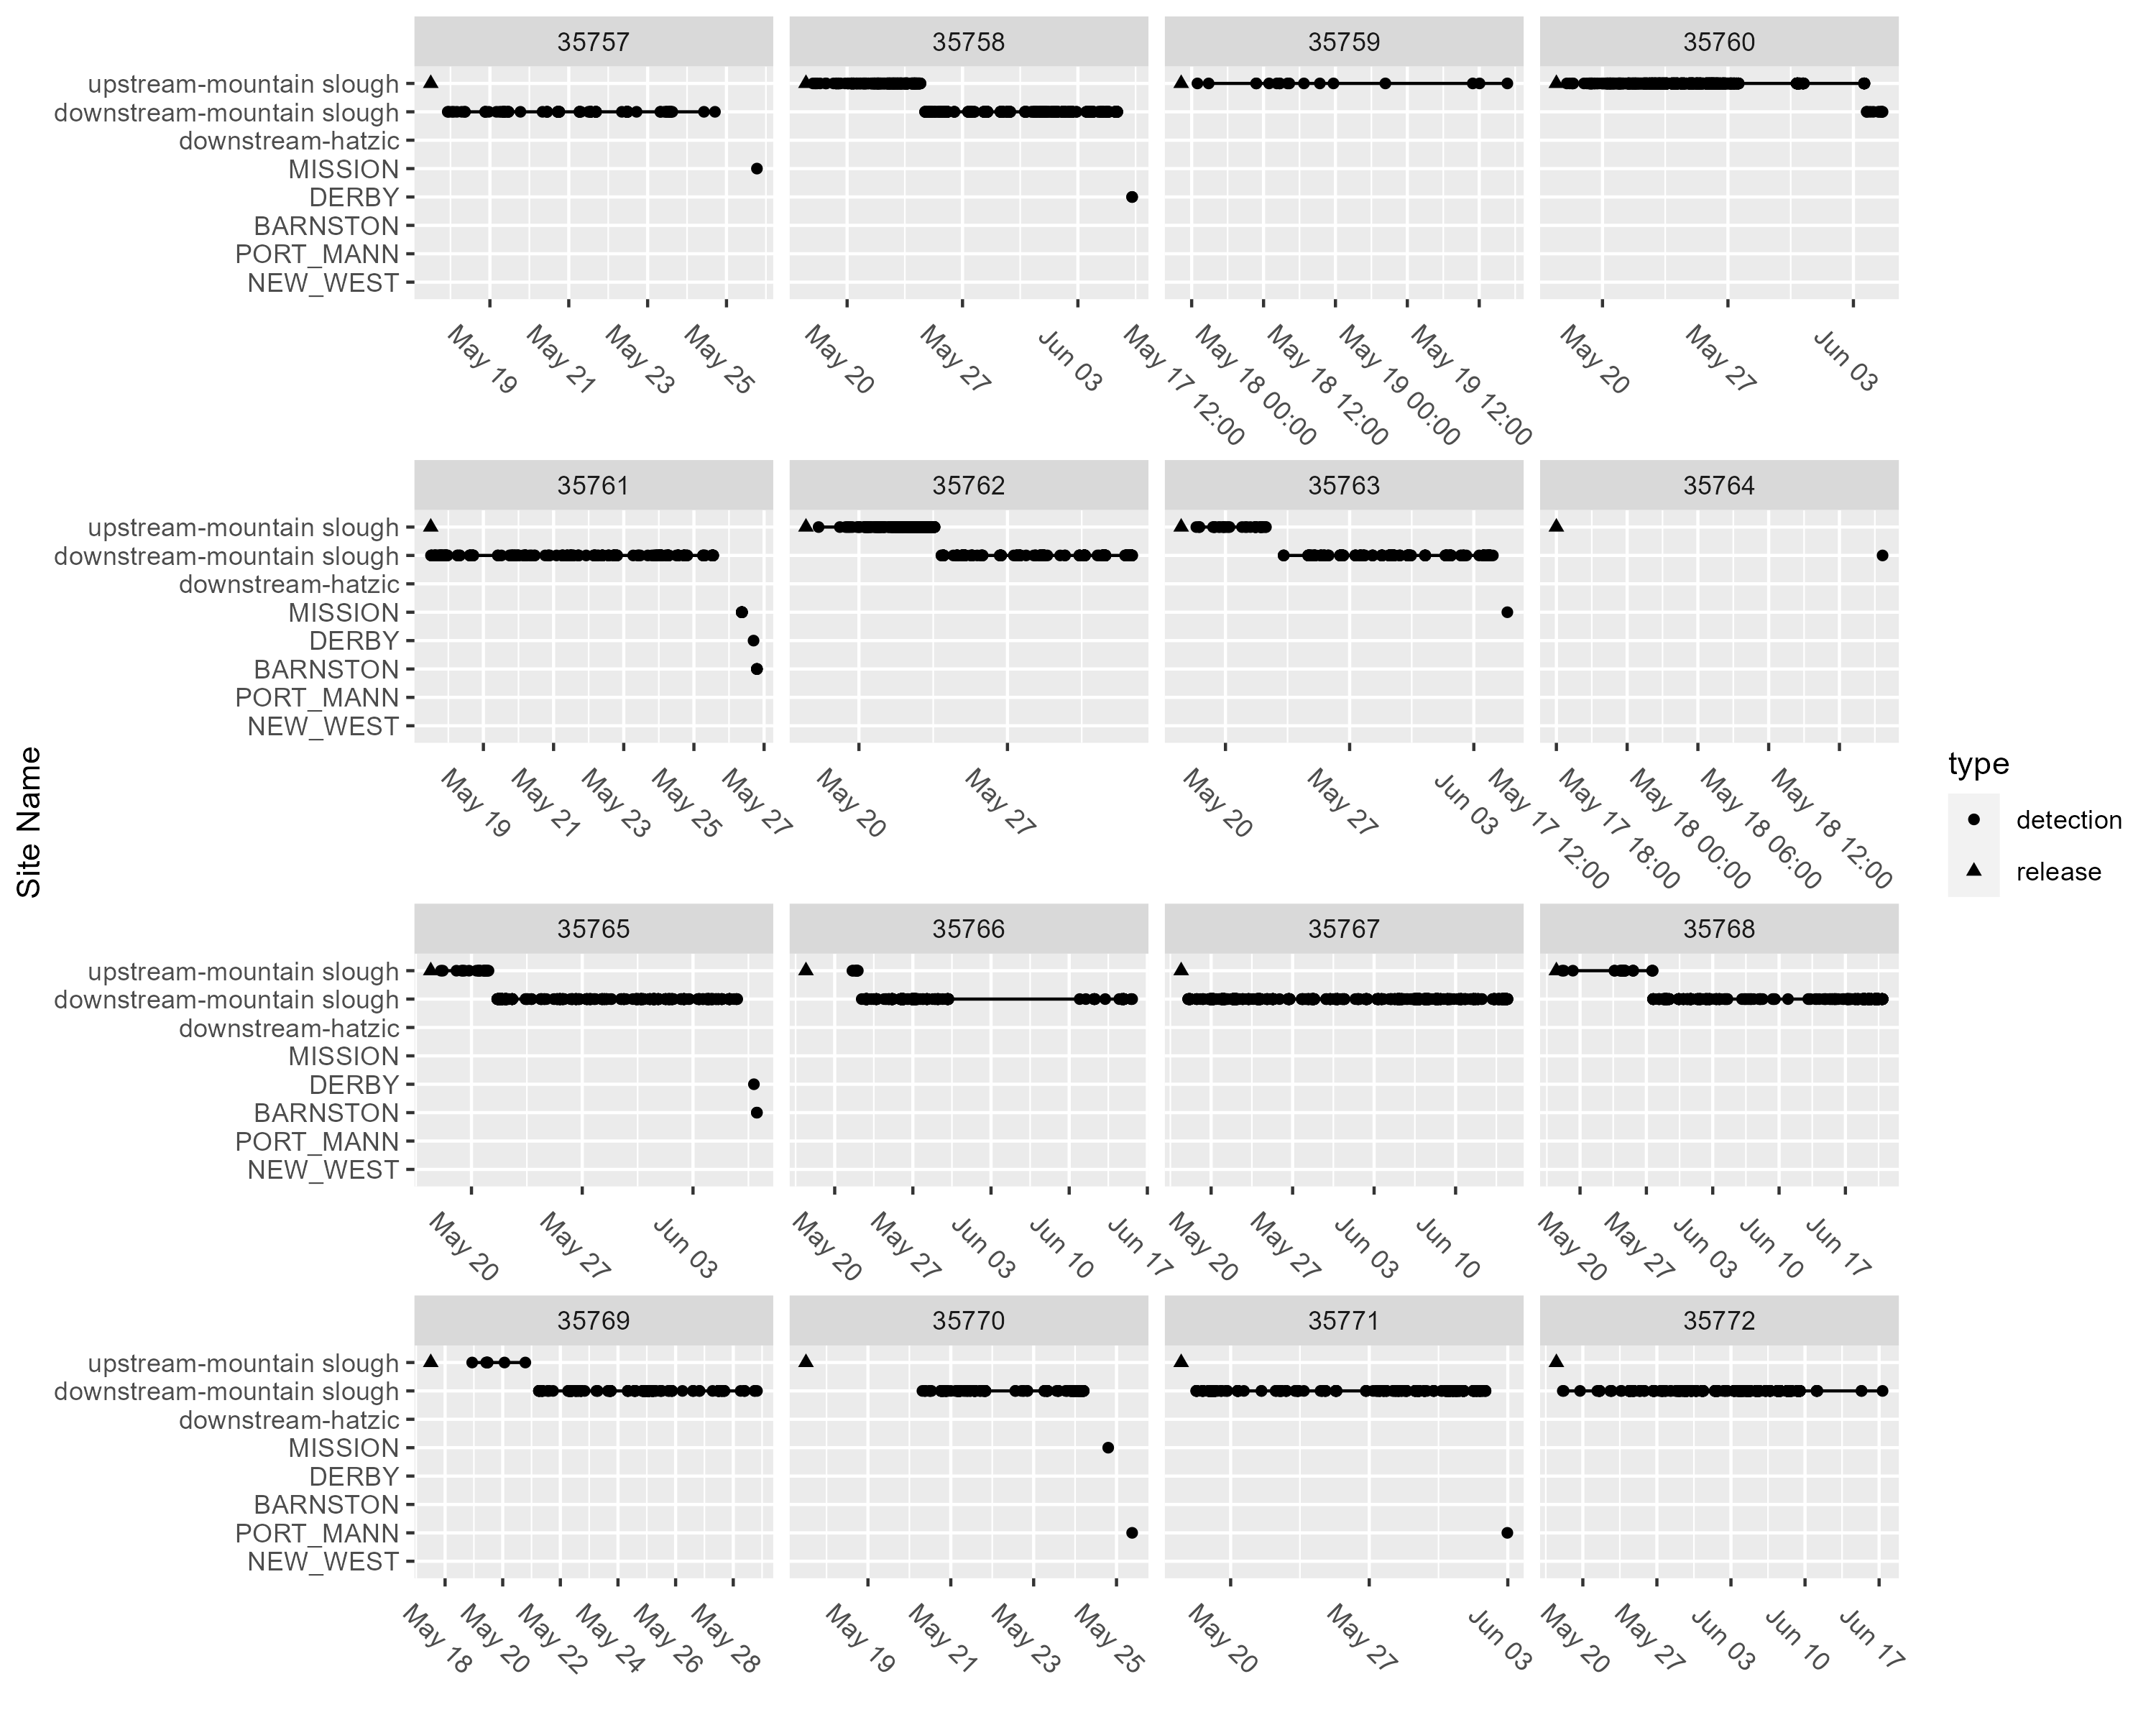 35757 35758 35759 35760
upstream-mountain slough
downstream-mountain slough
downstream-hatzic
MISSION
DERBY
BARNSTON
PORT_MANN
NEW_WEST
May 19 May 21 May 23 May 25 May 20 May 27 Jun 03 May 17 12:00 May 18 00:00 May 18 12:00 May 19 00:00 May 19 12:00 May 20 May 27 Jun 03
35761 35762 35763 35764
upstream-mountain slough
downstream-mountain slough
downstream-hatzic
MISSION
DERBY
BARNSTON
PORT_MANN
NEW_WEST
May 19 May 21 May 23 May 25 May 27 May 20 May 27 May 20 May 27 Jun 03 May 17 12:00 May 17 18:00 May 18 00:00 May 18 06:00 May 18 12:00
Site Name
type
detection
release
35765 35766 35767 35768
upstream-mountain slough
downstream-mountain slough
downstream-hatzic
MISSION
DERBY
BARNSTON
PORT_MANN
NEW_WEST
May 20 May 27 Jun 03 May 20 May 27 Jun 03 Jun 10 Jun 17 May 20 May 27 Jun 03 Jun 10 May 20 May 27 Jun 03 Jun 10 Jun 17
35769 35770 35771 35772
upstream-mountain slough
downstream-mountain slough
downstream-hatzic
MISSION
DERBY
BARNSTON
PORT_MANN
NEW_WEST
May 18 May 20 May 22 May 24 May 26 May 28 May 19 May 21 May 23 May 25 May 20 May 27 Jun 03 May 20 May 27 Jun 03 Jun 10 Jun 17